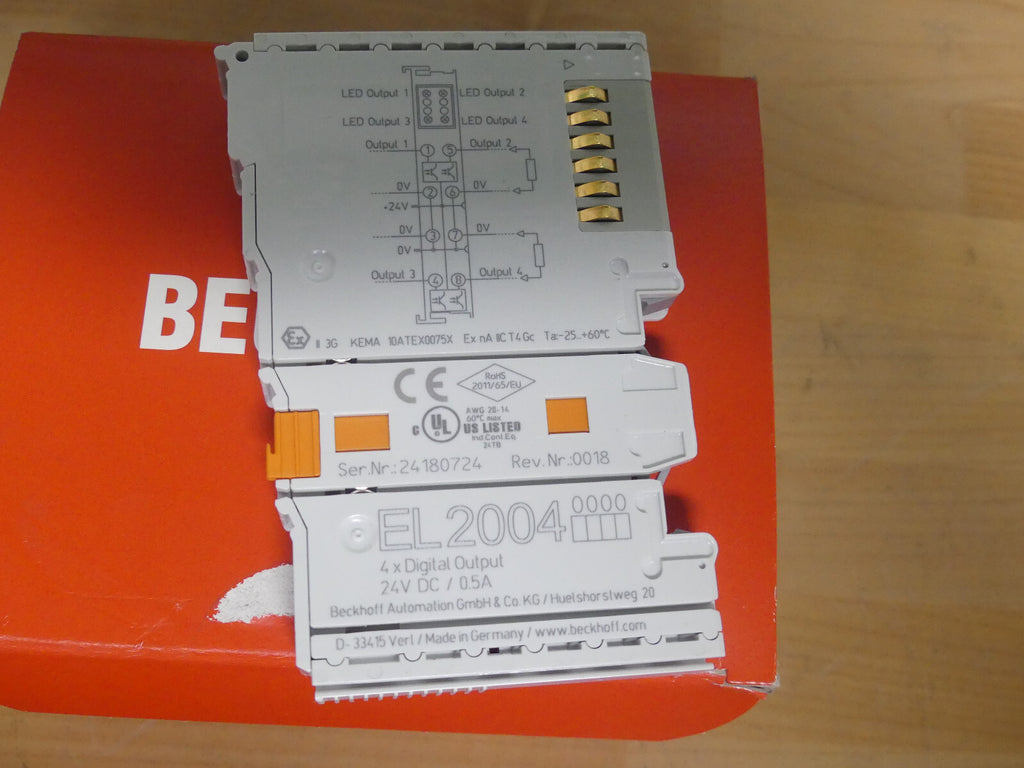 LED Output 1 LED Output 2
LED Output 3 LED Output 4
Output 1 1 5 Output 2
0V 2 6 0V
+24V
0V 3 7 0V
0V
Output 3 4 8 Output 4
Ex II 3G KEMA 10ATEX0075X Ex nA IIC T4 Gc Ta:-25..+60°C
BE
CE RoHS
2011/65/EU
c UL US LISTED
AWG 28-14
60°C max
Ind.Cont.Eq.
24TB
Ser.Nr.:24180724 Rev.Nr.:0018
EL2004
4 x Digital Output
24V DC / 0.5A
Beckhoff Automation GmbH & Co. KG / Huelshorstweg 20
D- 33415 Verl / Made in Germany / www.beckhoff.com